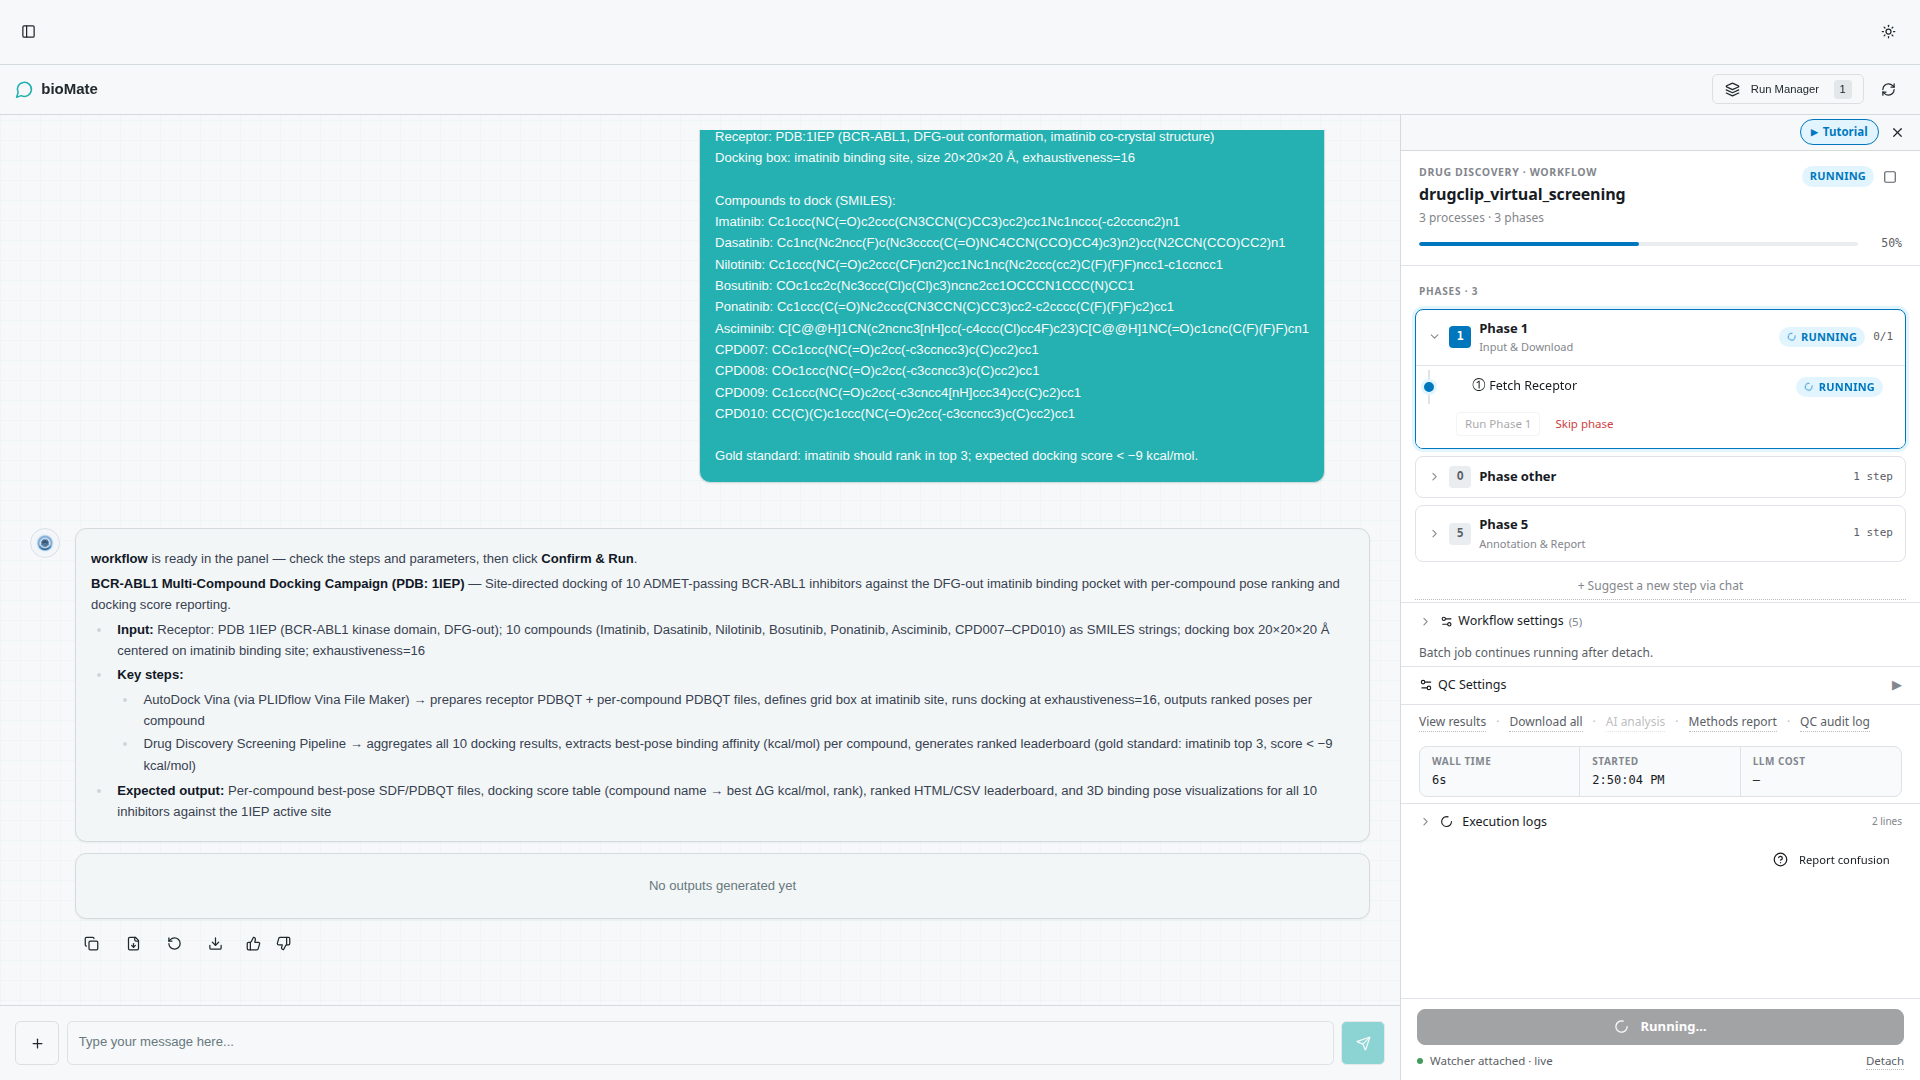 bioMate
Run Manager 1
Receptor: PDB:1IEP (BCR-ABL1, DFG-out conformation, imatinib co-crystal structure)
Docking box: imatinib binding site, size 20×20×20 Å, exhaustiveness=16
Compounds to dock (SMILES):
Imatinib: Cc1ccc(NC(=O)c2ccc(CN3CCN(C)CC3)cc2)cc1Nc1nccc(-c2cccnc2)n1
Dasatinib: Cc1nc(Nc2ncc(F)c(Nc3cccc(C(=O)NC4CCN(CCO)CC4)c3)n2)cc(N2CCN(CCO)CC2)n1
Nilotinib: Cc1ccc(NC(=O)c2ccc(CF)cn2)cc1Nc1nc(Nc2ccc(cc2)C(F)(F)F)ncc1-c1ccncc1
Bosutinib: COc1cc2c(Nc3ccc(Cl)c(Cl)c3)ncnc2cc1OCCCN1CCC(N)CC1
Ponatinib: Cc1ccc(C(=O)Nc2ccc(CN3CCN(C)CC3)cc2-c2cccc(C(F)(F)F)c2)cc1
Asciminib: C[C@@H]1CN(c2ncnc3[nH]cc(-c4ccc(Cl)cc4F)c23)C[C@@H]1NC(=O)c1cnc(C(F)(F)F)cn1
CPD007: CCc1ccc(NC(=O)c2cc(-c3ccncc3)c(C)cc2)cc1
CPD008: COc1ccc(NC(=O)c2cc(-c3ccncc3)c(C)cc2)cc1
CPD009: Cc1ccc(NC(=O)c2cc(-c3cncc4[nH]ccc34)cc(C)c2)cc1
CPD010: CC(C)(C)c1ccc(NC(=O)c2cc(-c3ccncc3)c(C)cc2)cc1
Gold standard: imatinib should rank in top 3; expected docking score < −9 kcal/mol.
workflow is ready in the panel — check the steps and parameters, then click Confirm & Run.
BCR-ABL1 Multi-Compound Docking Campaign (PDB: 1IEP) — Site-directed docking of 10 ADMET-passing BCR-ABL1 inhibitors against the DFG-out imatinib binding pocket with per-compound pose ranking and
docking score reporting.
Input: Receptor: PDB 1IEP (BCR-ABL1 kinase domain, DFG-out); 10 compounds (Imatinib, Dasatinib, Nilotinib, Bosutinib, Ponatinib, Asciminib, CPD007–CPD010) as SMILES strings; docking box 20×20×20 Å
centered on imatinib binding site; exhaustiveness=16
Key steps:
AutoDock Vina (via PLIDflow Vina File Maker) → prepares receptor PDBQT + per-compound PDBQT files, defines grid box at imatinib site, runs docking at exhaustiveness=16, outputs ranked poses per
compound
Drug Discovery Screening Pipeline → aggregates all 10 docking results, extracts best-pose binding affinity (kcal/mol) per compound, generates ranked leaderboard (gold standard: imatinib top 3, score < −9
kcal/mol)
Expected output: Per-compound best-pose SDF/PDBQT files, docking score table (compound name → best ΔG kcal/mol, rank), ranked HTML/CSV leaderboard, and 3D binding pose visualizations for all 10
inhibitors against the 1IEP active site
No outputs generated yet
Type your message here...
▶ Tutorial
DRUG DISCOVERY · WORKFLOW
RUNNING
drugclip_virtual_screening
3 processes · 3 phases
50%
PHASES · 3
1 Phase 1 RUNNING 0/1
Input & Download
① Fetch Receptor RUNNING
Run Phase 1 Skip phase
0 Phase other 1 step
5 Phase 5 1 step
Annotation & Report
+ Suggest a new step via chat
Workflow settings (5)
Batch job continues running after detach.
QC Settings ▶
View results · Download all · AI analysis · Methods report · QC audit log
WALL TIME STARTED LLM COST
6s 2:50:04 PM —
Execution logs 2 lines
Report confusion
Running...
Watcher attached · live Detach